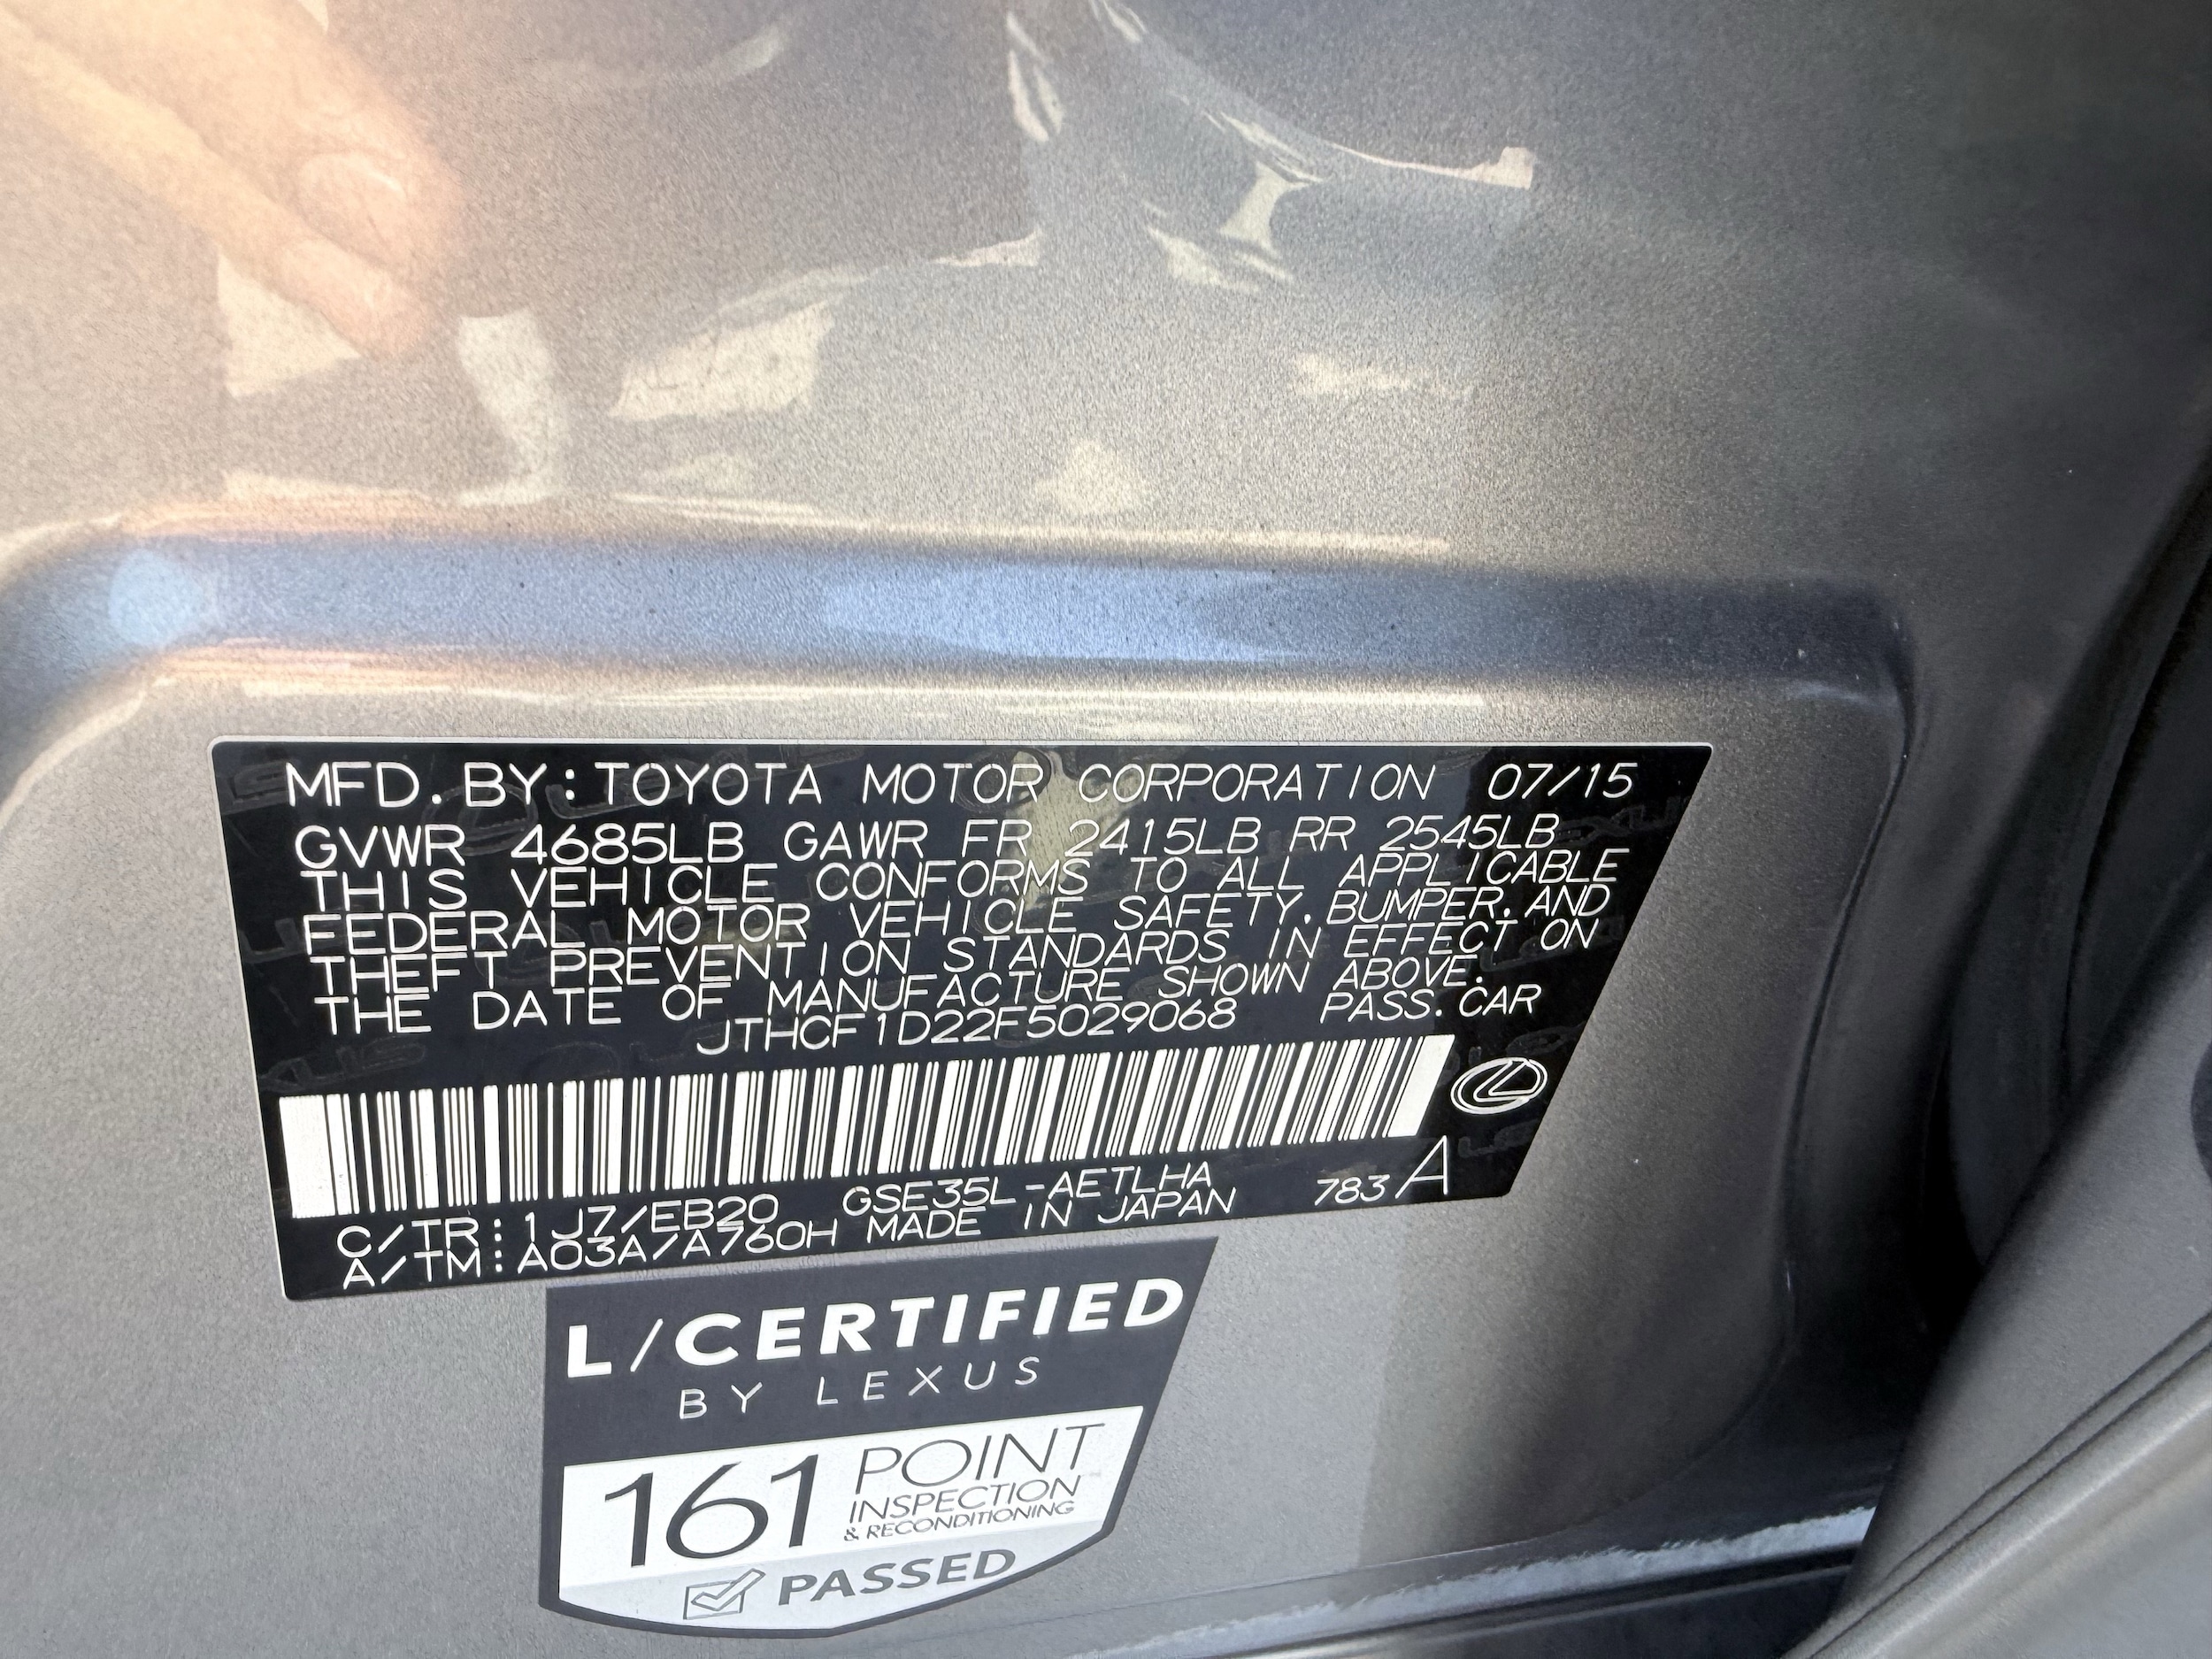 MFD. BY: TOYOTA MOTOR CORPORATION 07/15
GVWR 4685LB GAWR FR 2415LB RR 2545LB
THIS VEHICLE CONFORMS TO ALL APPLICABLE
FEDERAL MOTOR VEHICLE SAFETY, BUMPER, AND
THEFT PREVENTION STANDARDS IN EFFECT ON
THE DATE OF MANUFACTURE SHOWN ABOVE.
JTHCF1D22F5029068 PASS. CAR
C/TR: 1J7/EB20 GSE35L-AETLHA 783 A
A/TM: A03A/A760H MADE IN JAPAN
L/CERTIFIED
BY LEXUS
161 POINT
INSPECTION
& RECONDITIONING
PASSED